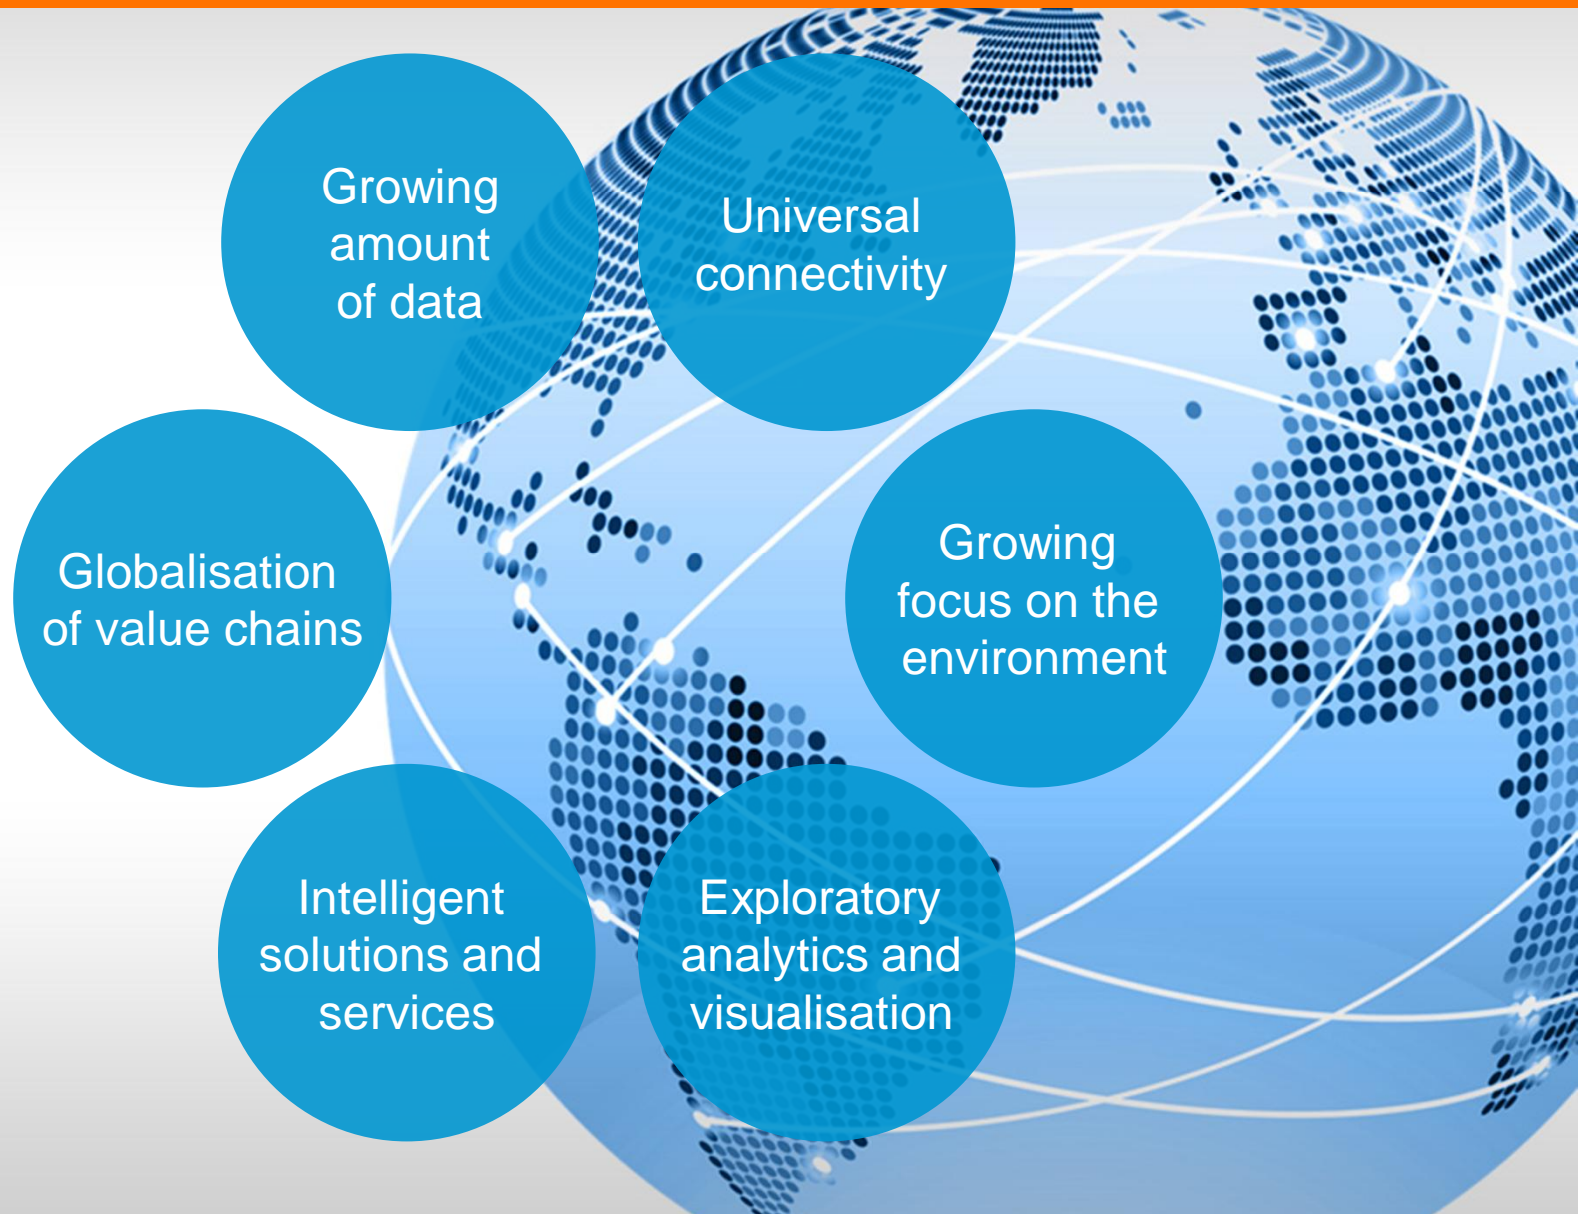 Growing
amount
of data
Universal
connectivity
Globalisation
of value chains
Growing
focus on the
environment
Intelligent
solutions and
services
Exploratory
analytics and
visualisation